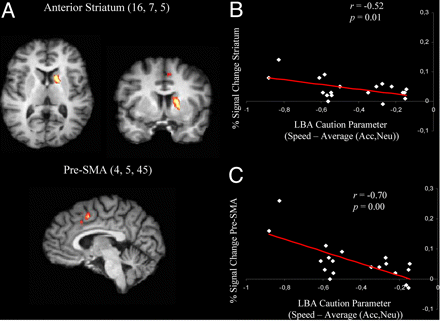 A
Anterior Striatum (16, 7, 5)
Pre-SMA (4, 5, 45)
B
r = -0.52
p = 0.01
% Signal Change Striatum
0,2
0,1
0
-0,1
-1
-0.8
-0.6
-0.4
-0.2
0
LBA Caution Parameter
(Speed – Average (Acc,Neu))
C
r = -0.70
p = 0.00
% Signal Change Pre-SMA
0,3
0,2
0,1
0
-1
-0.8
-0.6
-0.4
-0.2
0
LBA Caution Parameter
(Speed – Average (Acc,Neu))